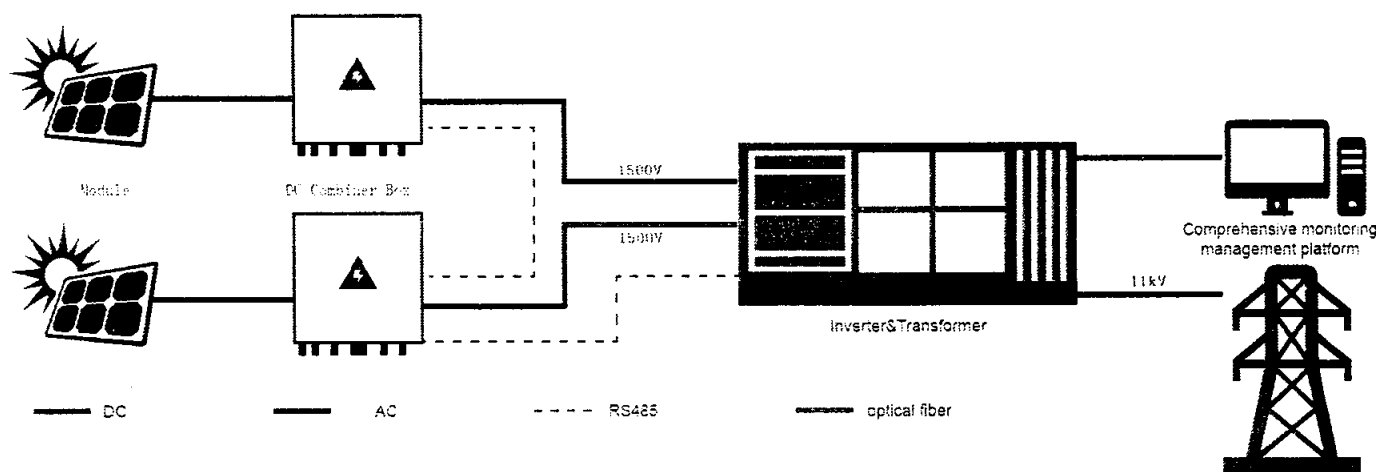 1500V
Module
DC Combiner Box
1500V
Comprehensive monitoring
management platform
11kV
Inverter&Transformer
DC
AC
RS485
optical fiber